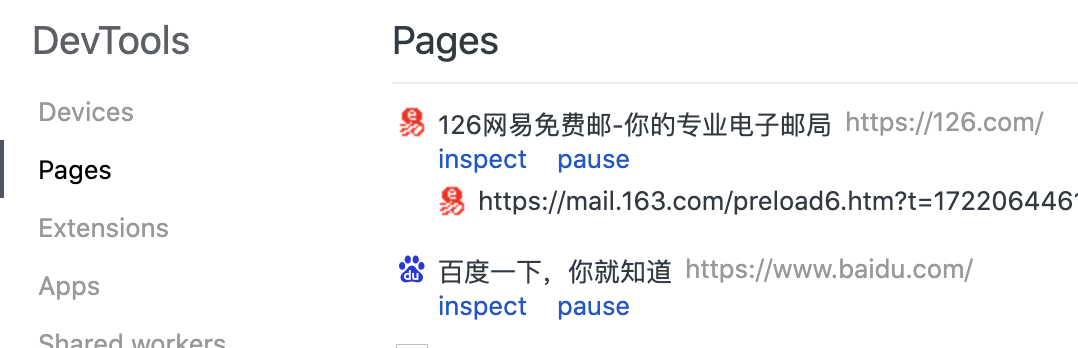 DevTools
Devices
Pages
Extensions
Apps
Shared workers
Pages
126网易免费邮-你的专业电子邮局 https://126.com/
inspect pause
https://mail.163.com/preload6.htm?t=1722064461
百度一下，你就知道 https://www.baidu.com/
inspect pause